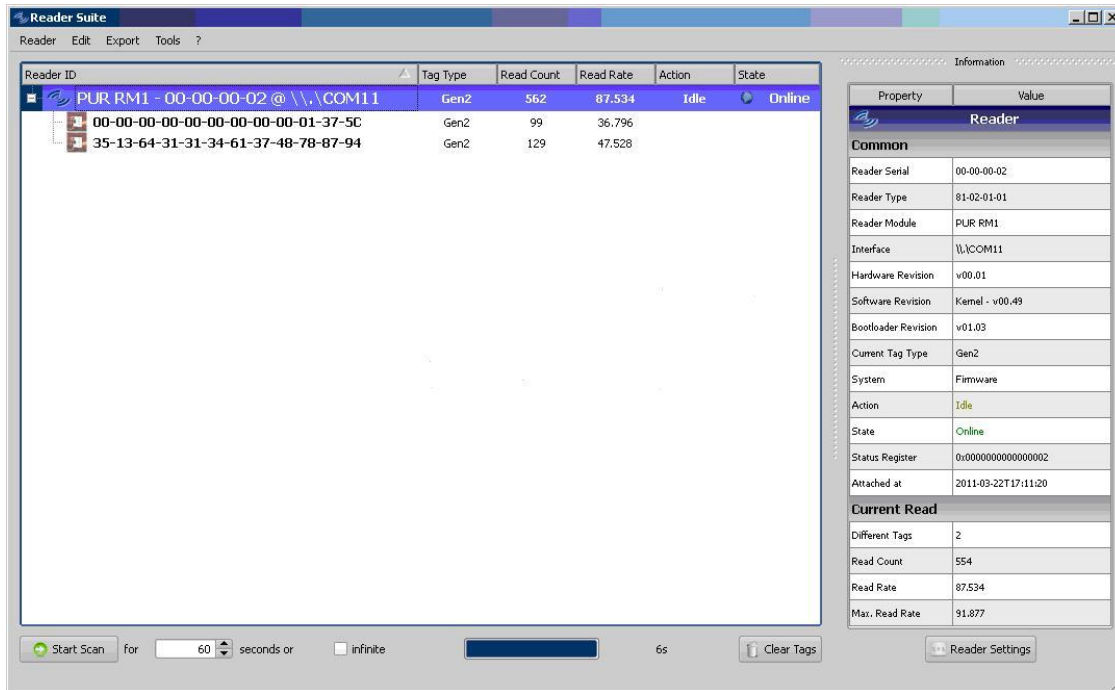 Reader Suite
Reader Edit Export Tools ?
Reader ID Tag Type Read Count Read Rate Action State
PUR RM1 - 00-00-00-02 @ \\.\COM11 Gen2 562 87.534 Idle Online
00-00-00-00-00-00-00-00-00-01-37-5C Gen2 99 36.796
35-13-64-31-31-34-61-37-48-78-87-94 Gen2 129 47.528
Information
Property Value
Reader
Common
Reader Serial 00-00-00-02
Reader Type 81-02-01-01
Reader Module PUR RM1
Interface \\.\COM11
Hardware Revision v00.01
Software Revision Kernel - v00.49
Bootloader Revision v01.03
Current Tag Type Gen2
System Firmware
Action Idle
State Online
Status Register 0x0000000000000002
Attached at 2011-03-22T17:11:20
Current Read
Different Tags 2
Read Count 554
Read Rate 87.534
Max. Read Rate 91.877
Start Scan for 60 seconds or infinite 6s Clear Tags Reader Settings